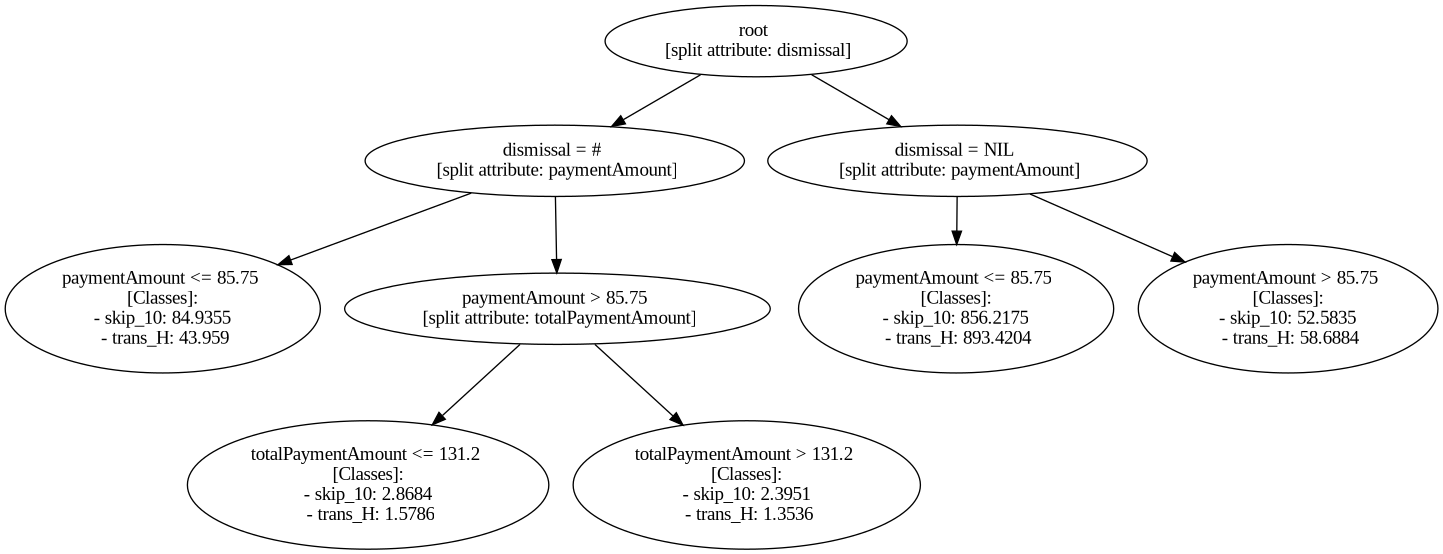 root
[split attribute: dismissal]
dismissal = #
[split attribute: paymentAmount]
dismissal = NIL
[split attribute: paymentAmount]
paymentAmount <= 85.75
[Classes]:
- skip_10: 84.9355
- trans_H: 43.959
paymentAmount > 85.75
[split attribute: totalPaymentAmount]
paymentAmount <= 85.75
[Classes]:
- skip_10: 856.2175
- trans_H: 893.4204
paymentAmount > 85.75
[Classes]:
- skip_10: 52.5835
- trans_H: 58.6884
totalPaymentAmount <= 131.2
[Classes]:
- skip_10: 2.8684
- trans_H: 1.5786
totalPaymentAmount > 131.2
[Classes]:
- skip_10: 2.3951
- trans_H: 1.3536